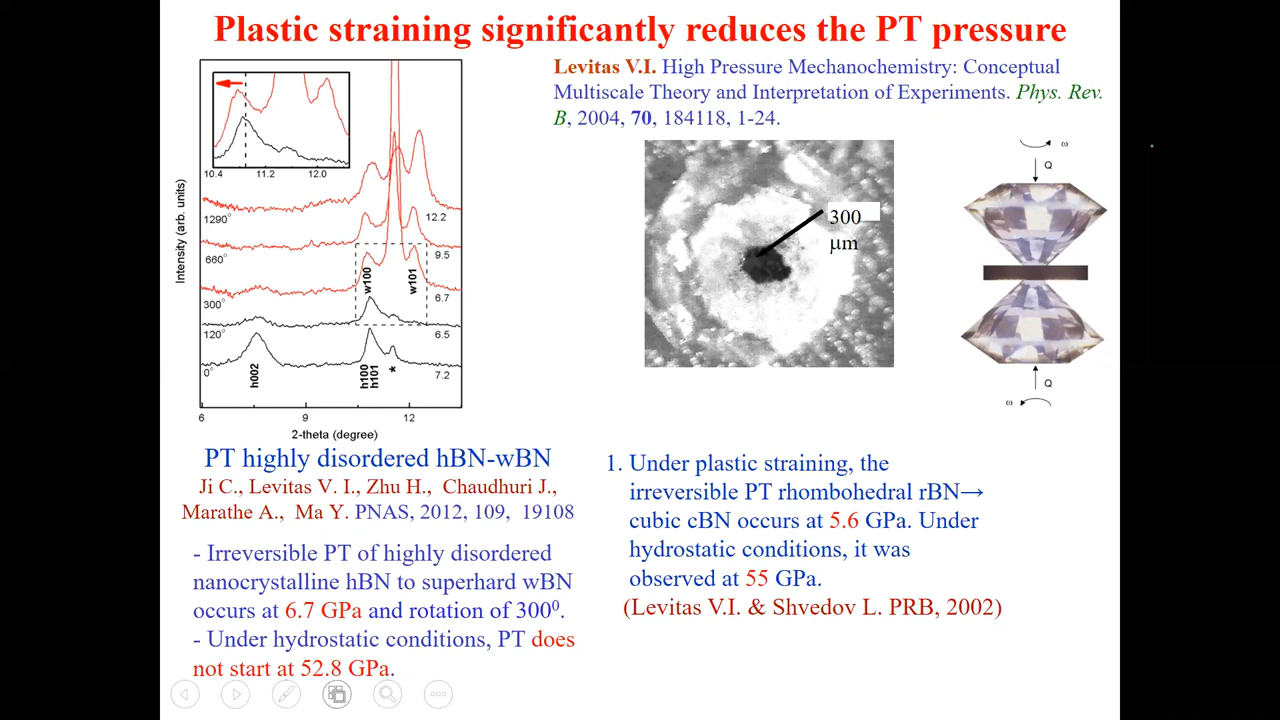 Plastic straining significantly reduces the PT pressure
Levitas V.I. High Pressure Mechanochemistry: Conceptual
Multiscale Theory and Interpretation of Experiments. Phys. Rev.
B, 2004, 70, 184118, 1-24.
10.4 11.2 12.0
Intensity (arb. units)
1290° 12.2
660° 9.5
w100 w101
300° 6.7
120° 6.5
0° 7.2
h002
h100
h101
*
6 9 12
2-theta (degree)
300
μm
ω
Q
Q
ω
PT highly disordered hBN-wBN
Ji C., Levitas V. I., Zhu H., Chaudhuri J.,
Marathe A., Ma Y. PNAS, 2012, 109, 19108
- Irreversible PT of highly disordered
nanocrystalline hBN to superhard wBN
occurs at 6.7 GPa and rotation of 300⁰.
- Under hydrostatic conditions, PT does
not start at 52.8 GPa.
1. Under plastic straining, the
irreversible PT rhombohedral rBN→
cubic cBN occurs at 5.6 GPa. Under
hydrostatic conditions, it was
observed at 55 GPa.
(Levitas V.I. & Shvedov L. PRB, 2002)